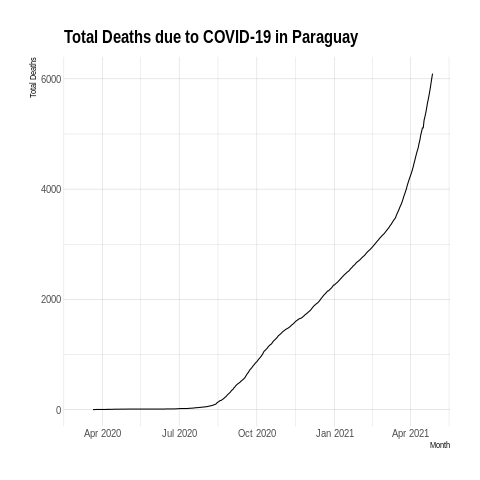 Total Deaths due to COVID-19 in Paraguay
Total Deaths
6000
4000
2000
0
Apr 2020 Jul 2020 Oct 2020 Jan 2021 Apr 2021
Month